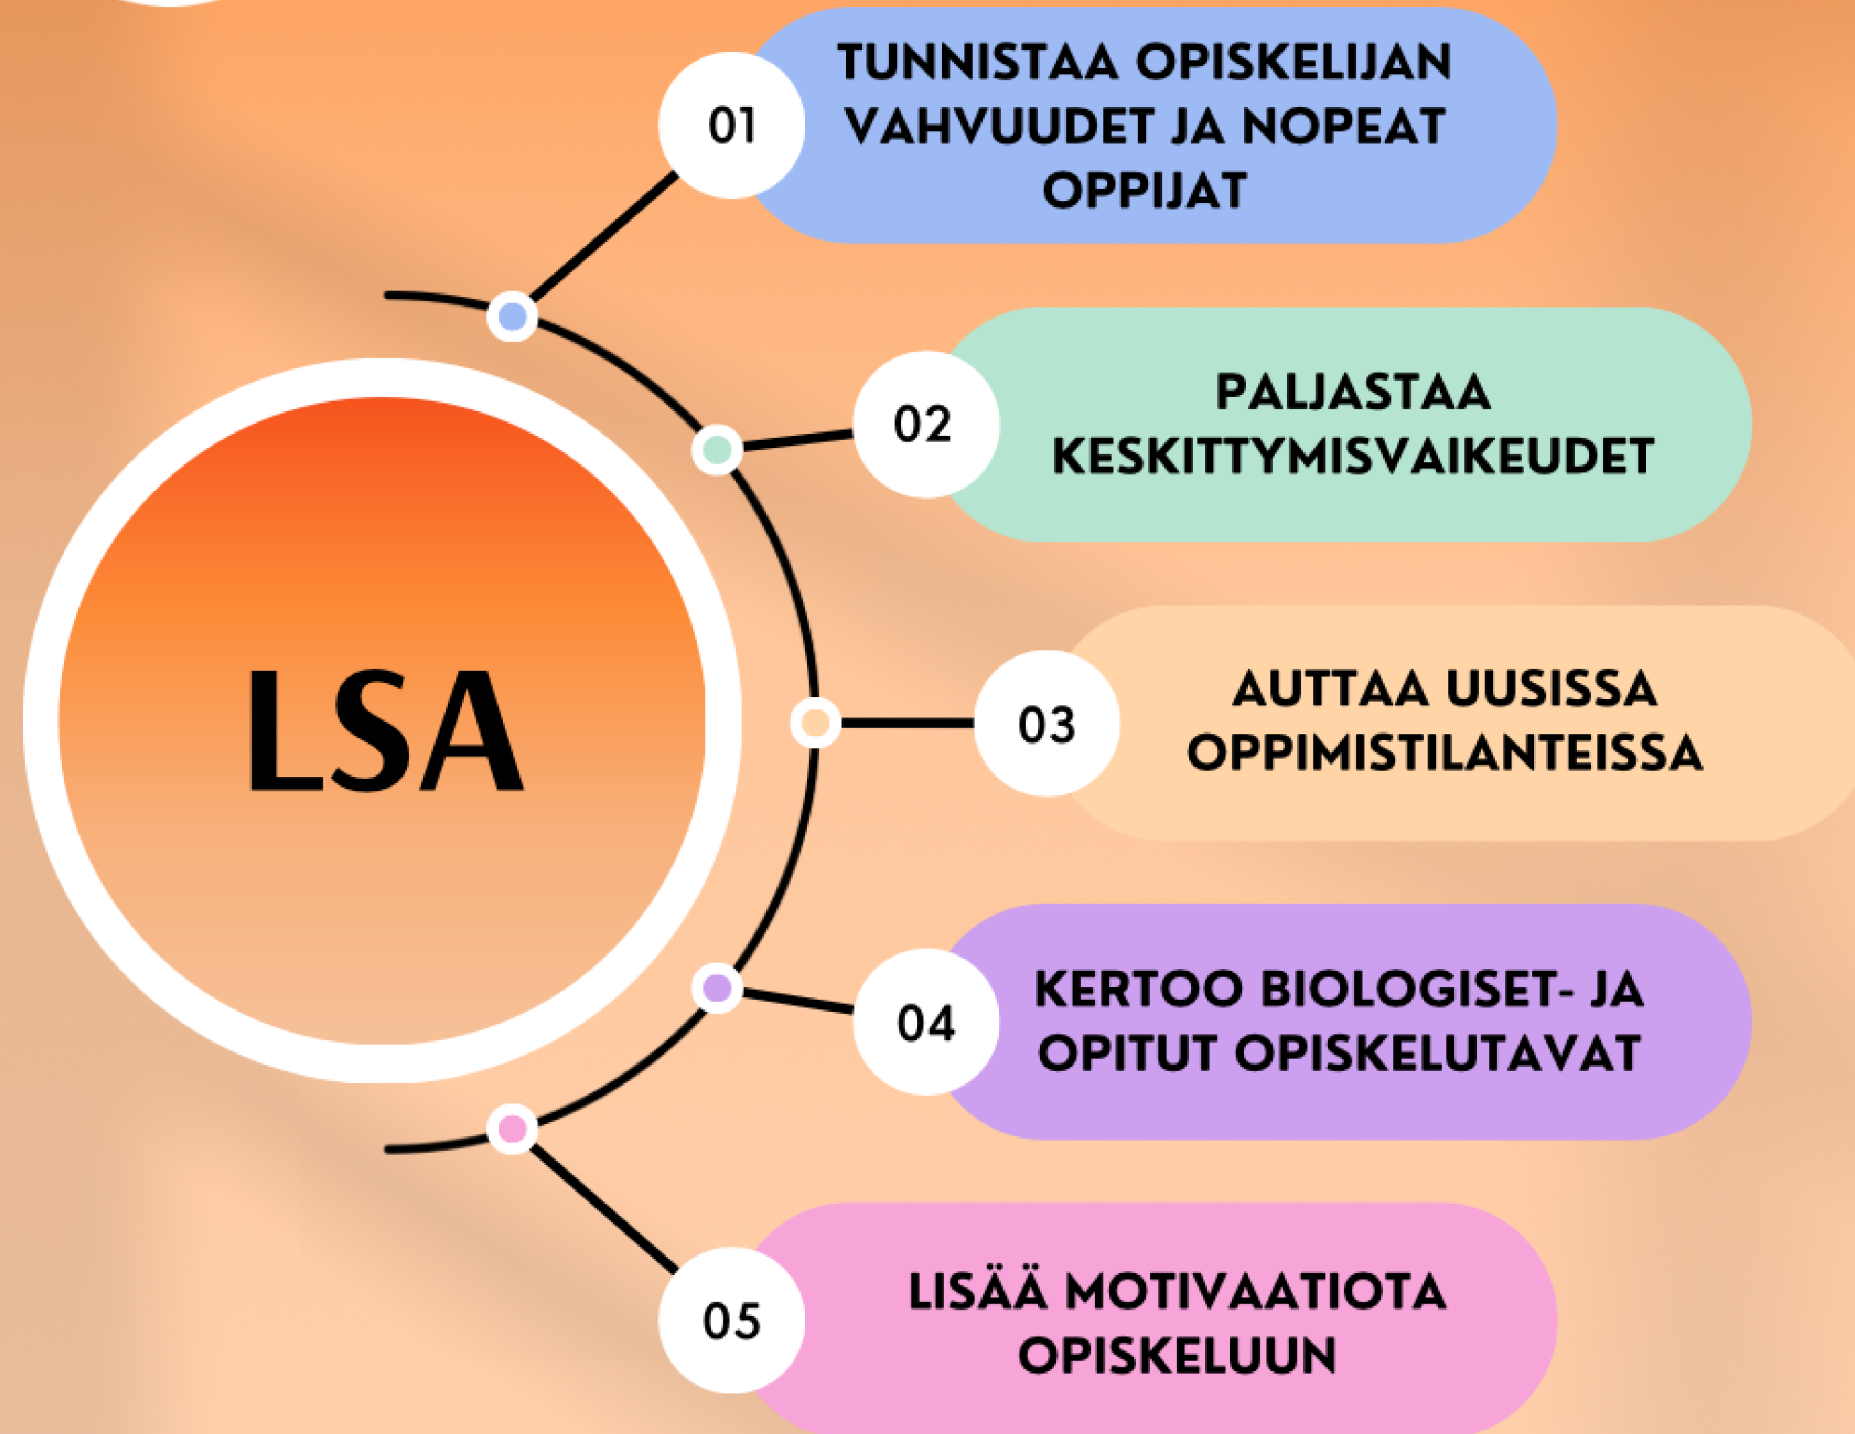 01
TUNNISTAA OPISKELIJAN
VAHVUUDET JA NOPEAT
OPPIJAT
02
PALJASTAA
KESKITTYMISVAIKEUDET
LSA
03
AUTTAA UUSISSA
OPPIMISTILANTEISSA
04
KERTOO BIOLOGISET- JA
OPITUT OPISKELUTAVAT
05
LISÄÄ MOTIVAATIOTA
OPISKELUUN